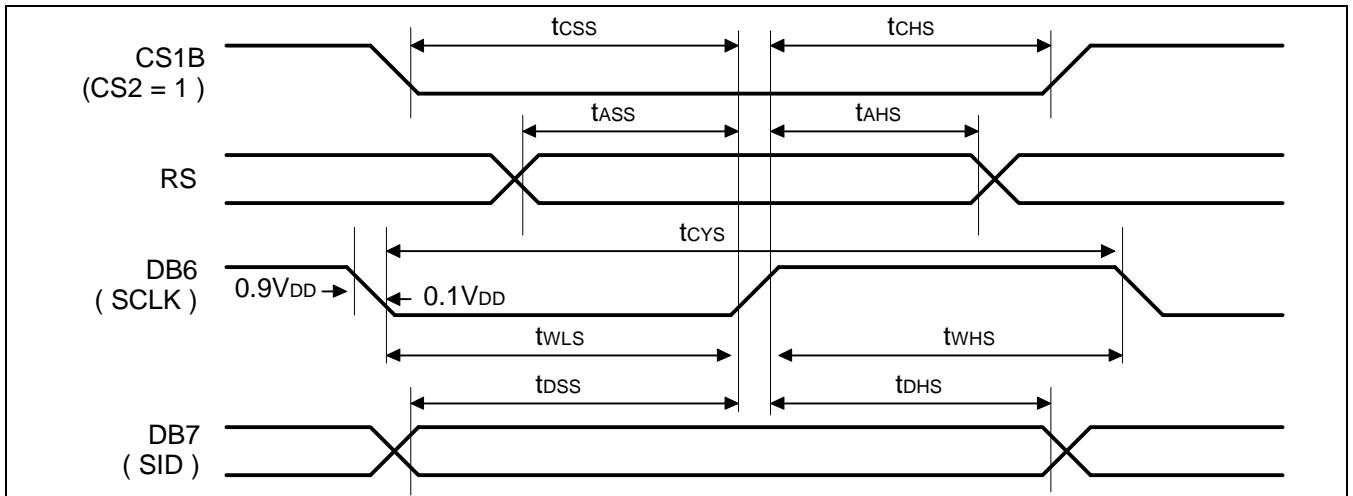 tCSS
tCHS
CS1B
(CS2 = 1 )
tASS
tAHS
RS
tCYS
DB6
( SCLK )
0.9VDD
0.1VDD
tWLS
tWHS
tDSS
tDHS
DB7
( SID )